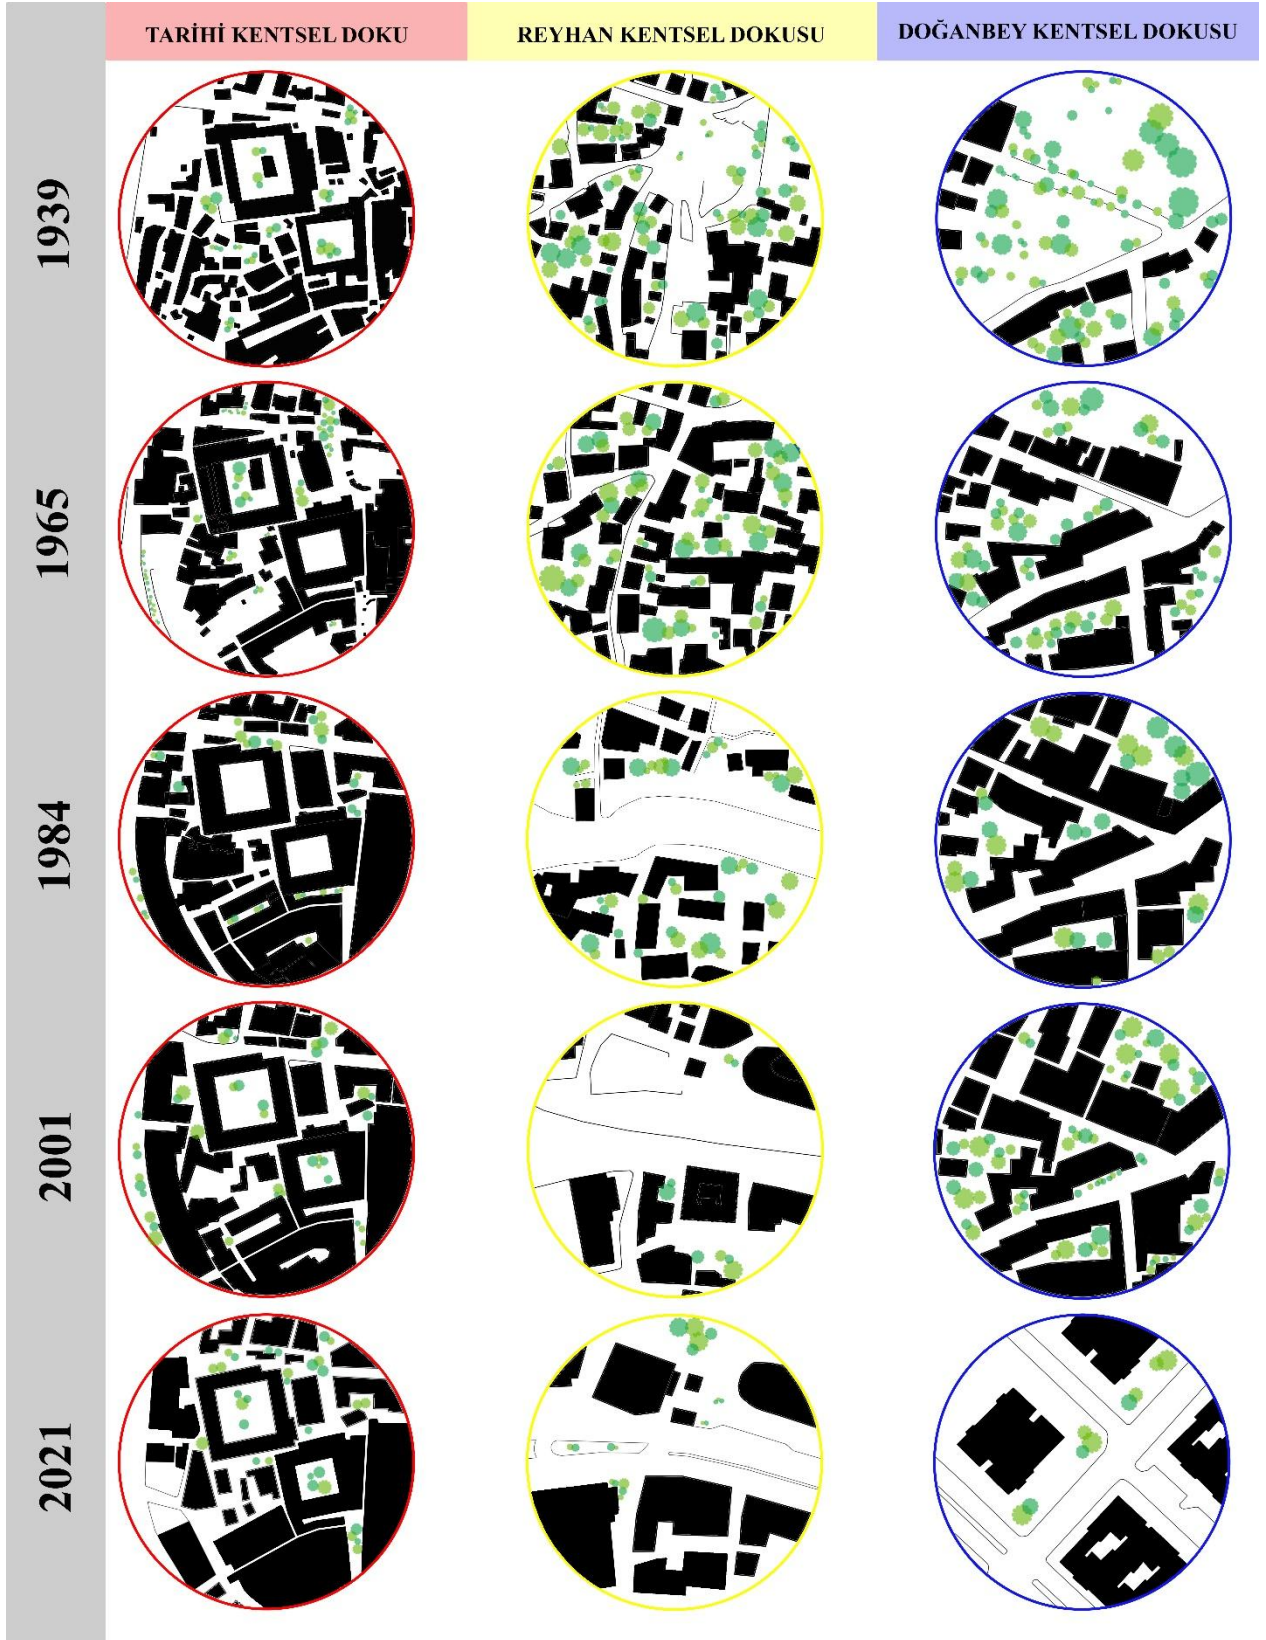 TARİHİ KENTSEL DOKU
REYHAN KENTSEL DOKUSU
DOĞANBEY KENTSEL DOKUSU
1939
1965
1984
2001
2021